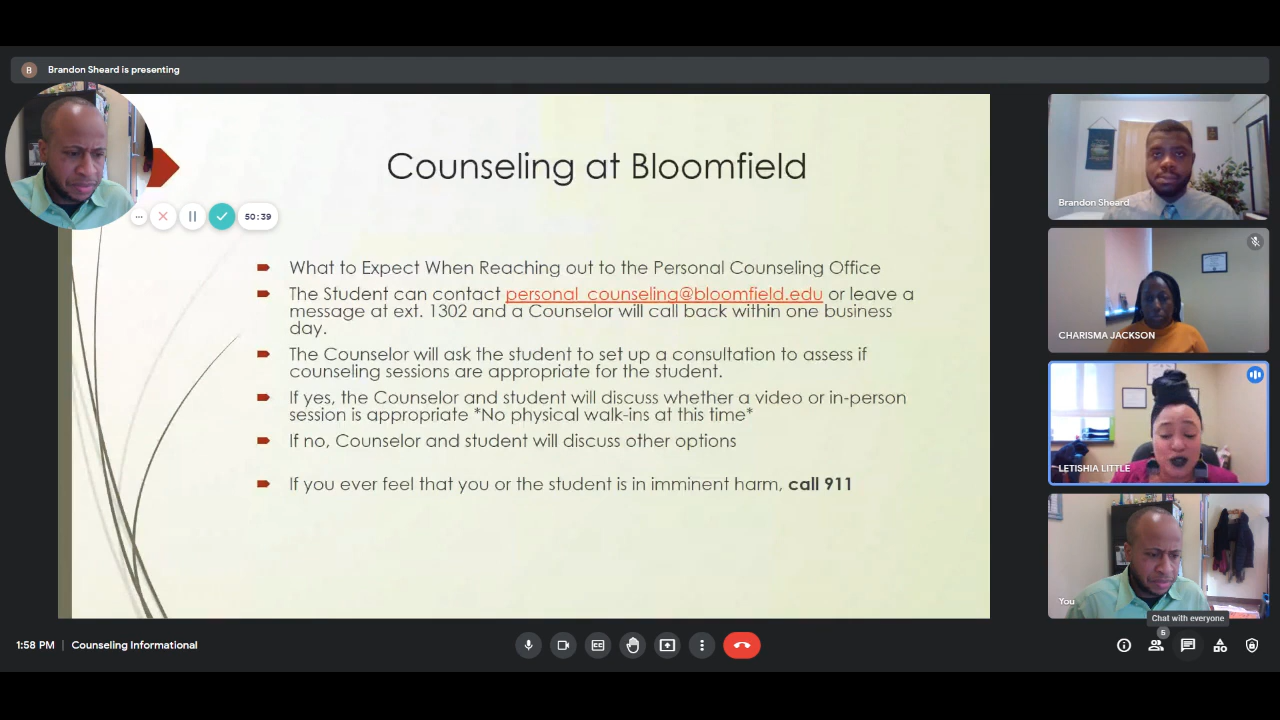 B Brandon Sheard is presenting
Counseling at Bloomfield
50:39
What to Expect When Reaching out to the Personal Counseling Office
The Student can contact personal_counseling@bloomfield.edu or leave a
message at ext. 1302 and a Counselor will call back within one business
day.
The Counselor will ask the student to set up a consultation to assess if
counseling sessions are appropriate for the student.
If yes, the Counselor and student will discuss whether a video or in-person
session is appropriate *No physical walk-ins at this time*
If no, Counselor and student will discuss other options
If you ever feel that you or the student is in imminent harm, call 911
Brandon Sheard
CHARISMA JACKSON
LETISHIA LITTLE
You
Chat with everyone
5
1:58 PM | Counseling Informational